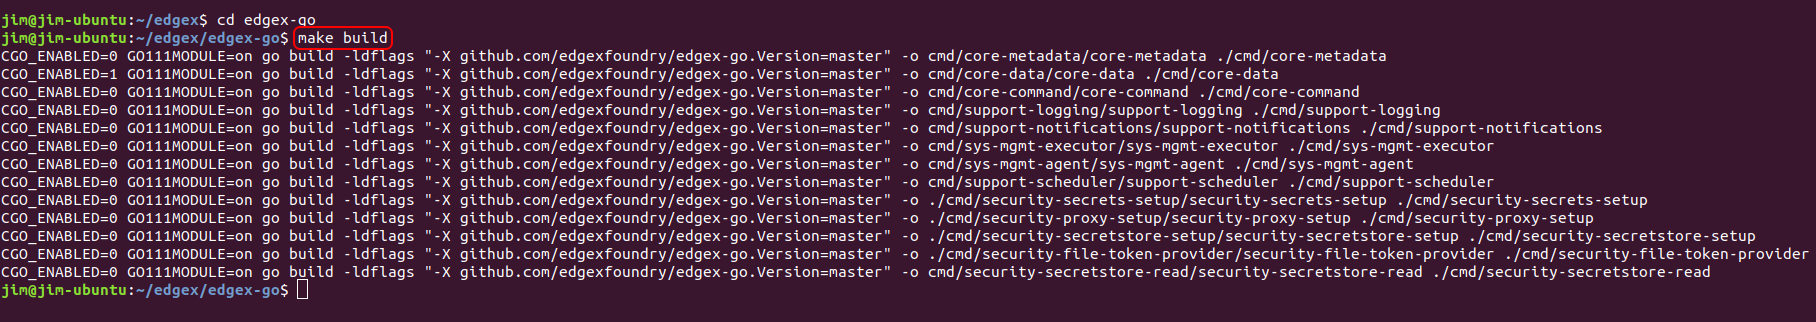 jim@jim-ubuntu:~/edgex$ cd edgex-go
jim@jim-ubuntu:~/edgex/edgex-go$ make build
CGO_ENABLED=0 GO111MODULE=on go build -ldflags "-X github.com/edgexfoundry/edgex-go.Version=master" -o cmd/core-metadata/core-metadata ./cmd/core-metadata
CGO_ENABLED=1 GO111MODULE=on go build -ldflags "-X github.com/edgexfoundry/edgex-go.Version=master" -o cmd/core-data/core-data ./cmd/core-data
CGO_ENABLED=0 GO111MODULE=on go build -ldflags "-X github.com/edgexfoundry/edgex-go.Version=master" -o cmd/core-command/core-command ./cmd/core-command
CGO_ENABLED=0 GO111MODULE=on go build -ldflags "-X github.com/edgexfoundry/edgex-go.Version=master" -o cmd/support-logging/support-logging ./cmd/support-logging
CGO_ENABLED=0 GO111MODULE=on go build -ldflags "-X github.com/edgexfoundry/edgex-go.Version=master" -o cmd/support-notifications/support-notifications ./cmd/support-notifications
CGO_ENABLED=0 GO111MODULE=on go build -ldflags "-X github.com/edgexfoundry/edgex-go.Version=master" -o cmd/sys-mgmt-executor/sys-mgmt-executor ./cmd/sys-mgmt-executor
CGO_ENABLED=0 GO111MODULE=on go build -ldflags "-X github.com/edgexfoundry/edgex-go.Version=master" -o cmd/sys-mgmt-agent/sys-mgmt-agent ./cmd/sys-mgmt-agent
CGO_ENABLED=0 GO111MODULE=on go build -ldflags "-X github.com/edgexfoundry/edgex-go.Version=master" -o cmd/support-scheduler/support-scheduler ./cmd/support-scheduler
CGO_ENABLED=0 GO111MODULE=on go build -ldflags "-X github.com/edgexfoundry/edgex-go.Version=master" -o ./cmd/security-secrets-setup/security-secrets-setup ./cmd/security-secrets-setup
CGO_ENABLED=0 GO111MODULE=on go build -ldflags "-X github.com/edgexfoundry/edgex-go.Version=master" -o ./cmd/security-proxy-setup/security-proxy-setup ./cmd/security-proxy-setup
CGO_ENABLED=0 GO111MODULE=on go build -ldflags "-X github.com/edgexfoundry/edgex-go.Version=master" -o ./cmd/security-secretstore-setup/security-secretstore-setup ./cmd/security-secretstore-setup
CGO_ENABLED=0 GO111MODULE=on go build -ldflags "-X github.com/edgexfoundry/edgex-go.Version=master" -o ./cmd/security-file-token-provider/security-file-token-provider ./cmd/security-file-token-provider
CGO_ENABLED=0 GO111MODULE=on go build -ldflags "-X github.com/edgexfoundry/edgex-go.Version=master" -o cmd/security-secretstore-read/security-secretstore-read ./cmd/security-secretstore-read
jim@jim-ubuntu:~/edgex/edgex-go$